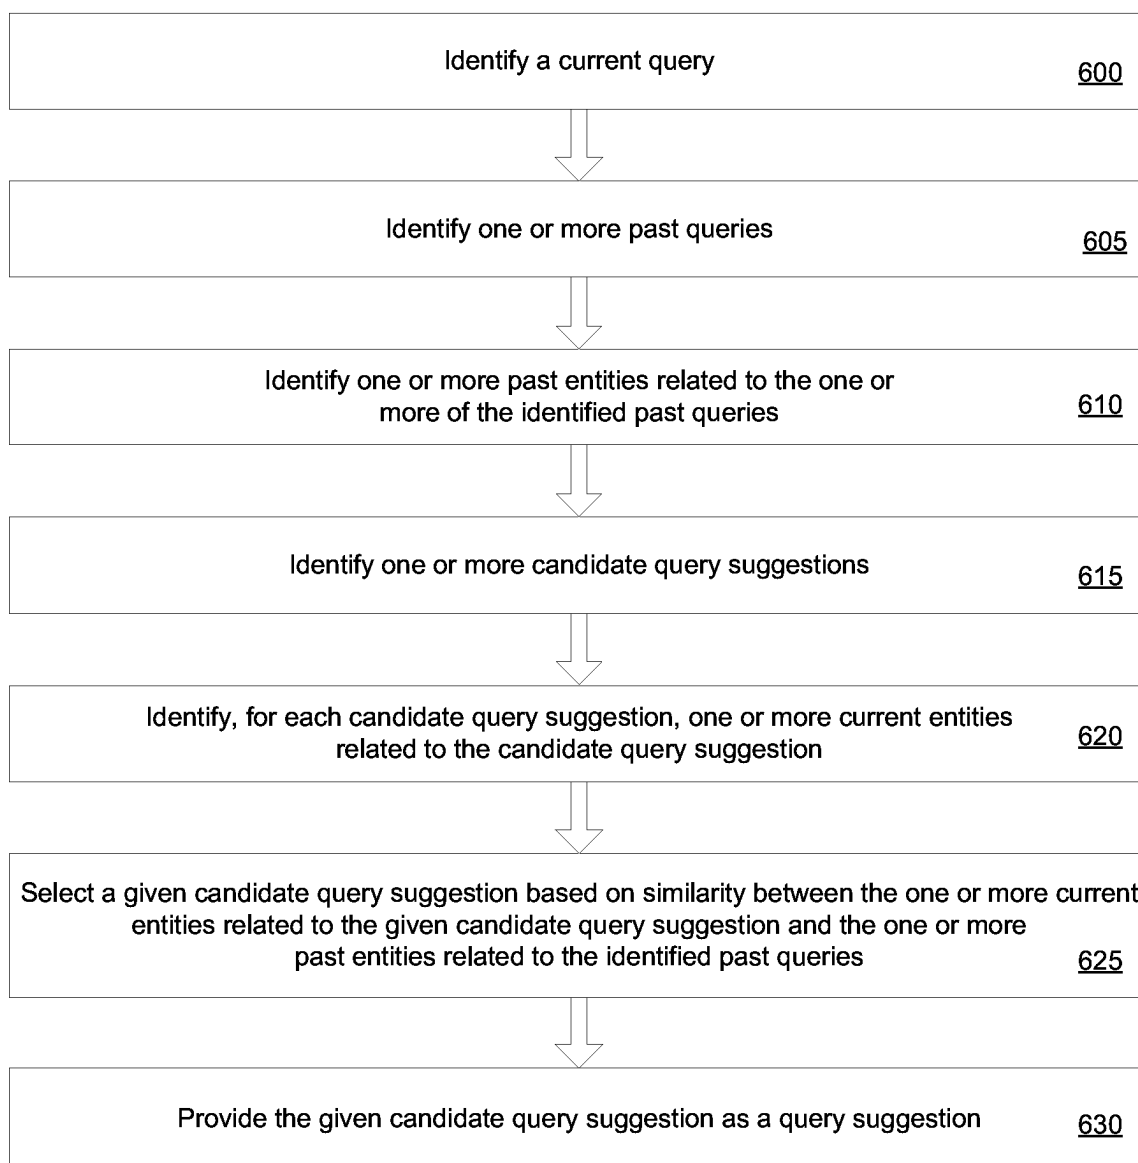 Identify a current query
600
Identify one or more past queries
605
Identify one or more past entities related to the one or
more of the identified past queries
610
Identify one or more candidate query suggestions
615
Identify, for each candidate query suggestion, one or more current entities
related to the candidate query suggestion
620
Select a given candidate query suggestion based on similarity between the one or more current
entities related to the given candidate query suggestion and the one or more
past entities related to the identified past queries
625
Provide the given candidate query suggestion as a query suggestion
630